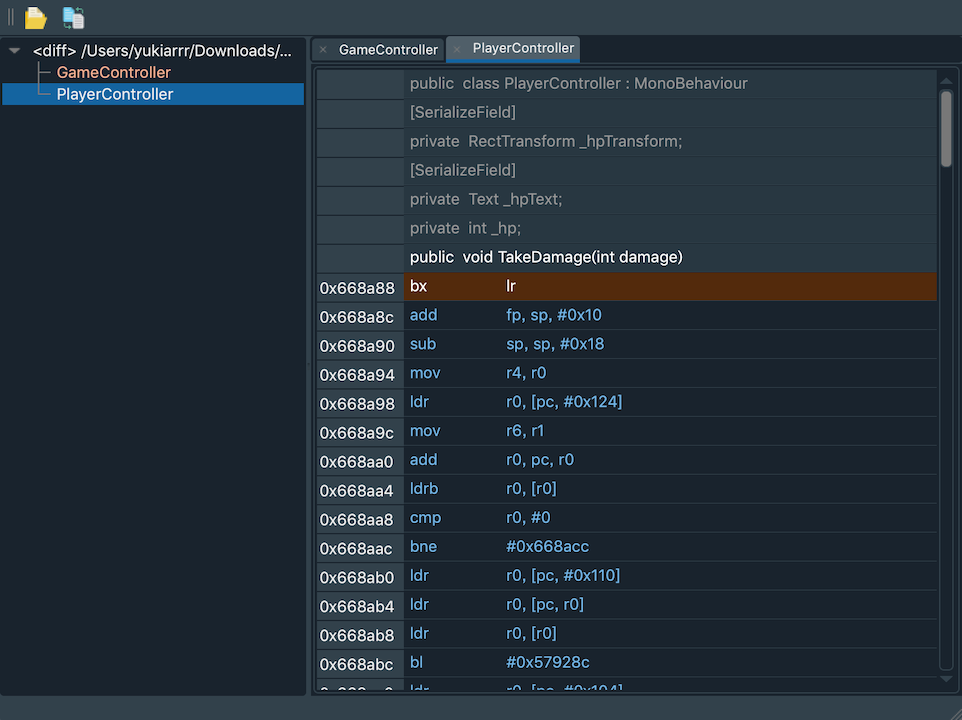 <diff> /Users/yukiarrr/Downloads/...
GameController
PlayerController
GameController PlayerController
public class PlayerController : MonoBehaviour
[SerializeField]
private RectTransform _hpTransform;
[SerializeField]
private Text _hpText;
private int _hp;
public void TakeDamage(int damage)
0x668a88 bx lr
0x668a8c add fp, sp, #0x10
0x668a90 sub sp, sp, #0x18
0x668a94 mov r4, r0
0x668a98 ldr r0, [pc, #0x124]
0x668a9c mov r6, r1
0x668aa0 add r0, pc, r0
0x668aa4 ldrb r0, [r0]
0x668aa8 cmp r0, #0
0x668aac bne #0x668acc
0x668ab0 ldr r0, [pc, #0x110]
0x668ab4 ldr r0, [pc, r0]
0x668ab8 ldr r0, [r0]
0x668abc bl #0x57928c
ldr r0, [pc, #0x104]